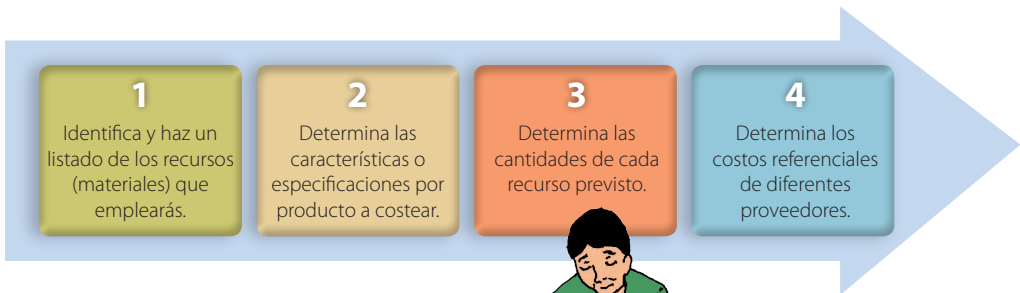 1
Identifica y haz un
listado de los recursos
(materiales) que
emplearás.
2
Determina las
características o
especificaciones por
producto a costear.
3
Determina las
cantidades de cada
recurso previsto.
4
Determina los
costos referenciales
de diferentes
proveedores.